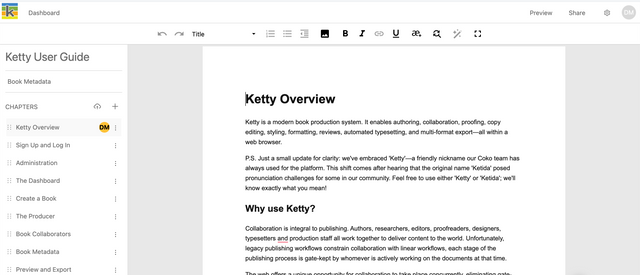 Dashboard
Preview
Share
DM
Title
B
I
U
Ketty User Guide
Book Metadata
CHAPTERS
Ketty Overview
DM
Sign Up and Log In
Administration
The Dashboard
Create a Book
The Producer
Book Collaborators
Book Metadata
Preview and Export
Ketty Overview
Ketty is a modern book production system. It enables authoring, collaboration, proofing, copy
editing, styling, formatting, reviews, automated typesetting, and multi-format export—all within a
web browser.
P.S. Just a small update for clarity: we've embraced 'Ketty'—a friendly nickname our Coko team has
always used for the platform. This shift comes after hearing that the original name 'Ketida' posed
pronunciation challenges for some in our community. Feel free to use either 'Ketty' or 'Ketida'; we'll
know exactly what you mean!
Why use Ketty?
Collaboration is integral to publishing. Authors, researchers, editors, proofreaders, designers,
typesetters and production staff all work together to deliver content to the world. Unfortunately,
legacy publishing workflows constrain collaboration with linear workflows, each stage of the
publishing process is gate-kept by whomever is actively working on the documents at that time.
The web offers a unique opportunity for collaboration to take place concurrently, eliminating gate-